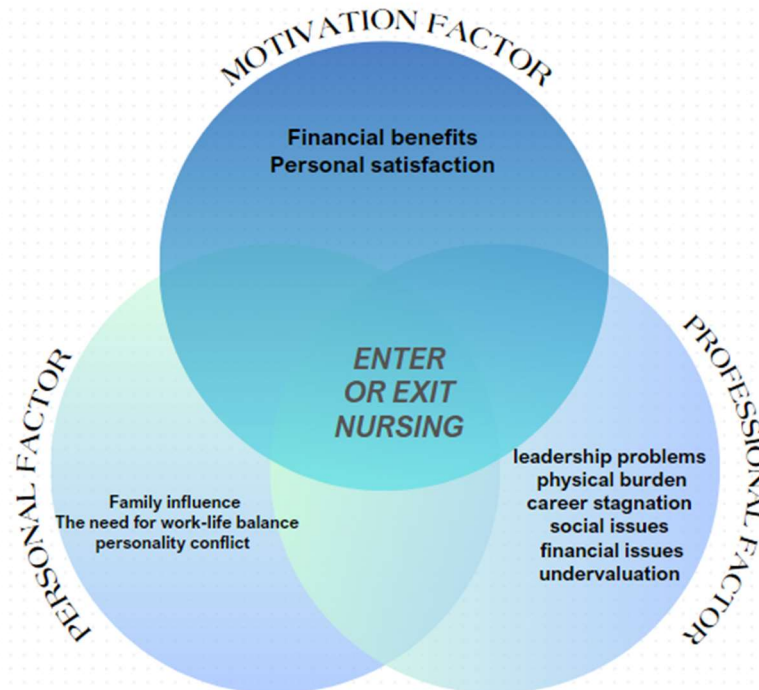 MOTIVATION FACTOR
Financial benefits
Personal satisfaction
ENTER
OR EXIT
NURSING
PERSONAL FACTOR
Family influence
The need for work-life balance
personality conflict
PROFESSIONAL FACTOR
leadership problems
physical burden
career stagnation
social issues
financial issues
undervaluation